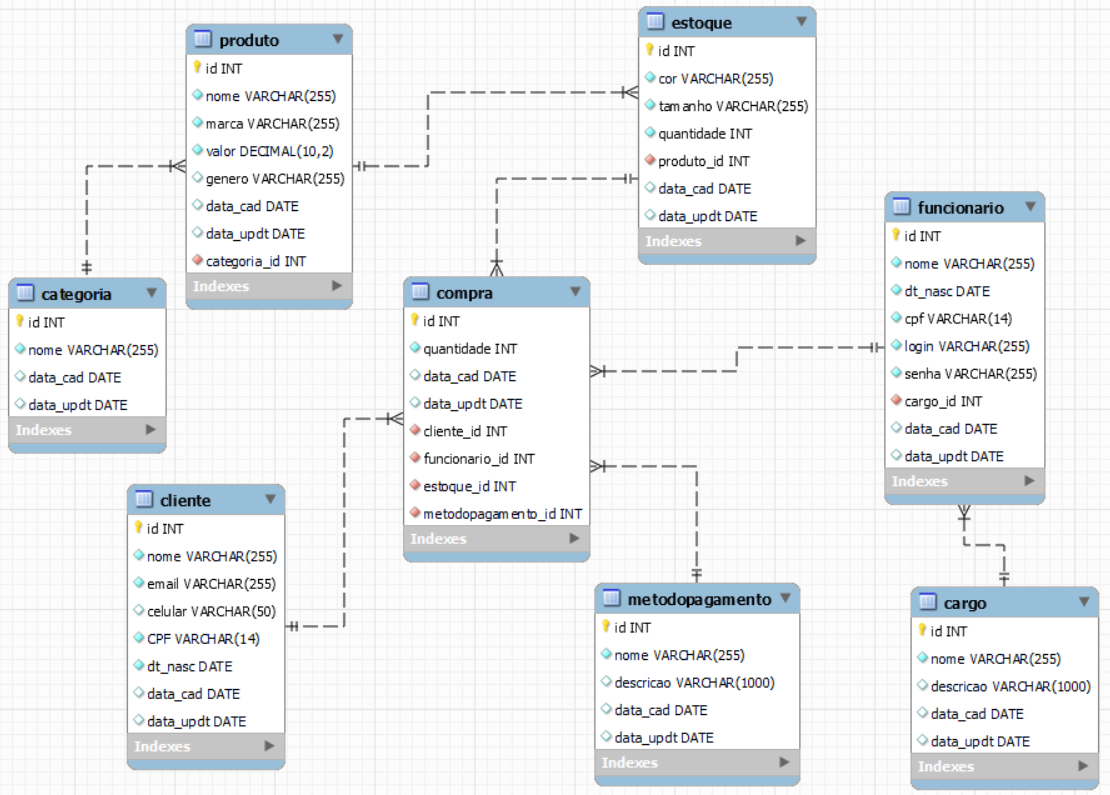 produto
id INT
nome VARCHAR(255)
marca VARCHAR(255)
valor DECIMAL(10,2)
genero VARCHAR(255)
data_cad DATE
data_updt DATE
categoria_id INT
Indexes
estoque
id INT
cor VARCHAR(255)
tamanho VARCHAR(255)
quantidade INT
produto_id INT
data_cad DATE
data_updt DATE
Indexes
funcionario
id INT
nome VARCHAR(255)
dt_nasc DATE
cpf VARCHAR(14)
login VARCHAR(255)
senha VARCHAR(255)
cargo_id INT
data_cad DATE
data_updt DATE
Indexes
categoria
id INT
nome VARCHAR(255)
data_cad DATE
data_updt DATE
Indexes
compra
id INT
quantidade INT
data_cad DATE
data_updt DATE
cliente_id INT
funcionario_id INT
estoque_id INT
metodopagamento_id INT
Indexes
cliente
id INT
nome VARCHAR(255)
email VARCHAR(255)
celular VARCHAR(50)
CPF VARCHAR(14)
dt_nasc DATE
data_cad DATE
data_updt DATE
Indexes
metodopagamento
id INT
nome VARCHAR(255)
descricao VARCHAR(1000)
data_cad DATE
data_updt DATE
Indexes
cargo
id INT
nome VARCHAR(255)
descricao VARCHAR(1000)
data_cad DATE
data_updt DATE
Indexes